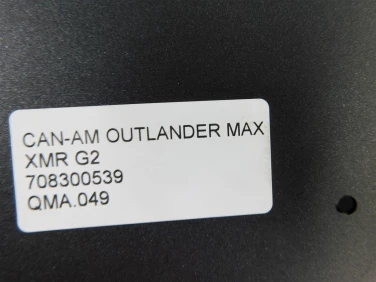 CAN-AM OUTLANDER MAX
XMR G2
708300539
QMA.049